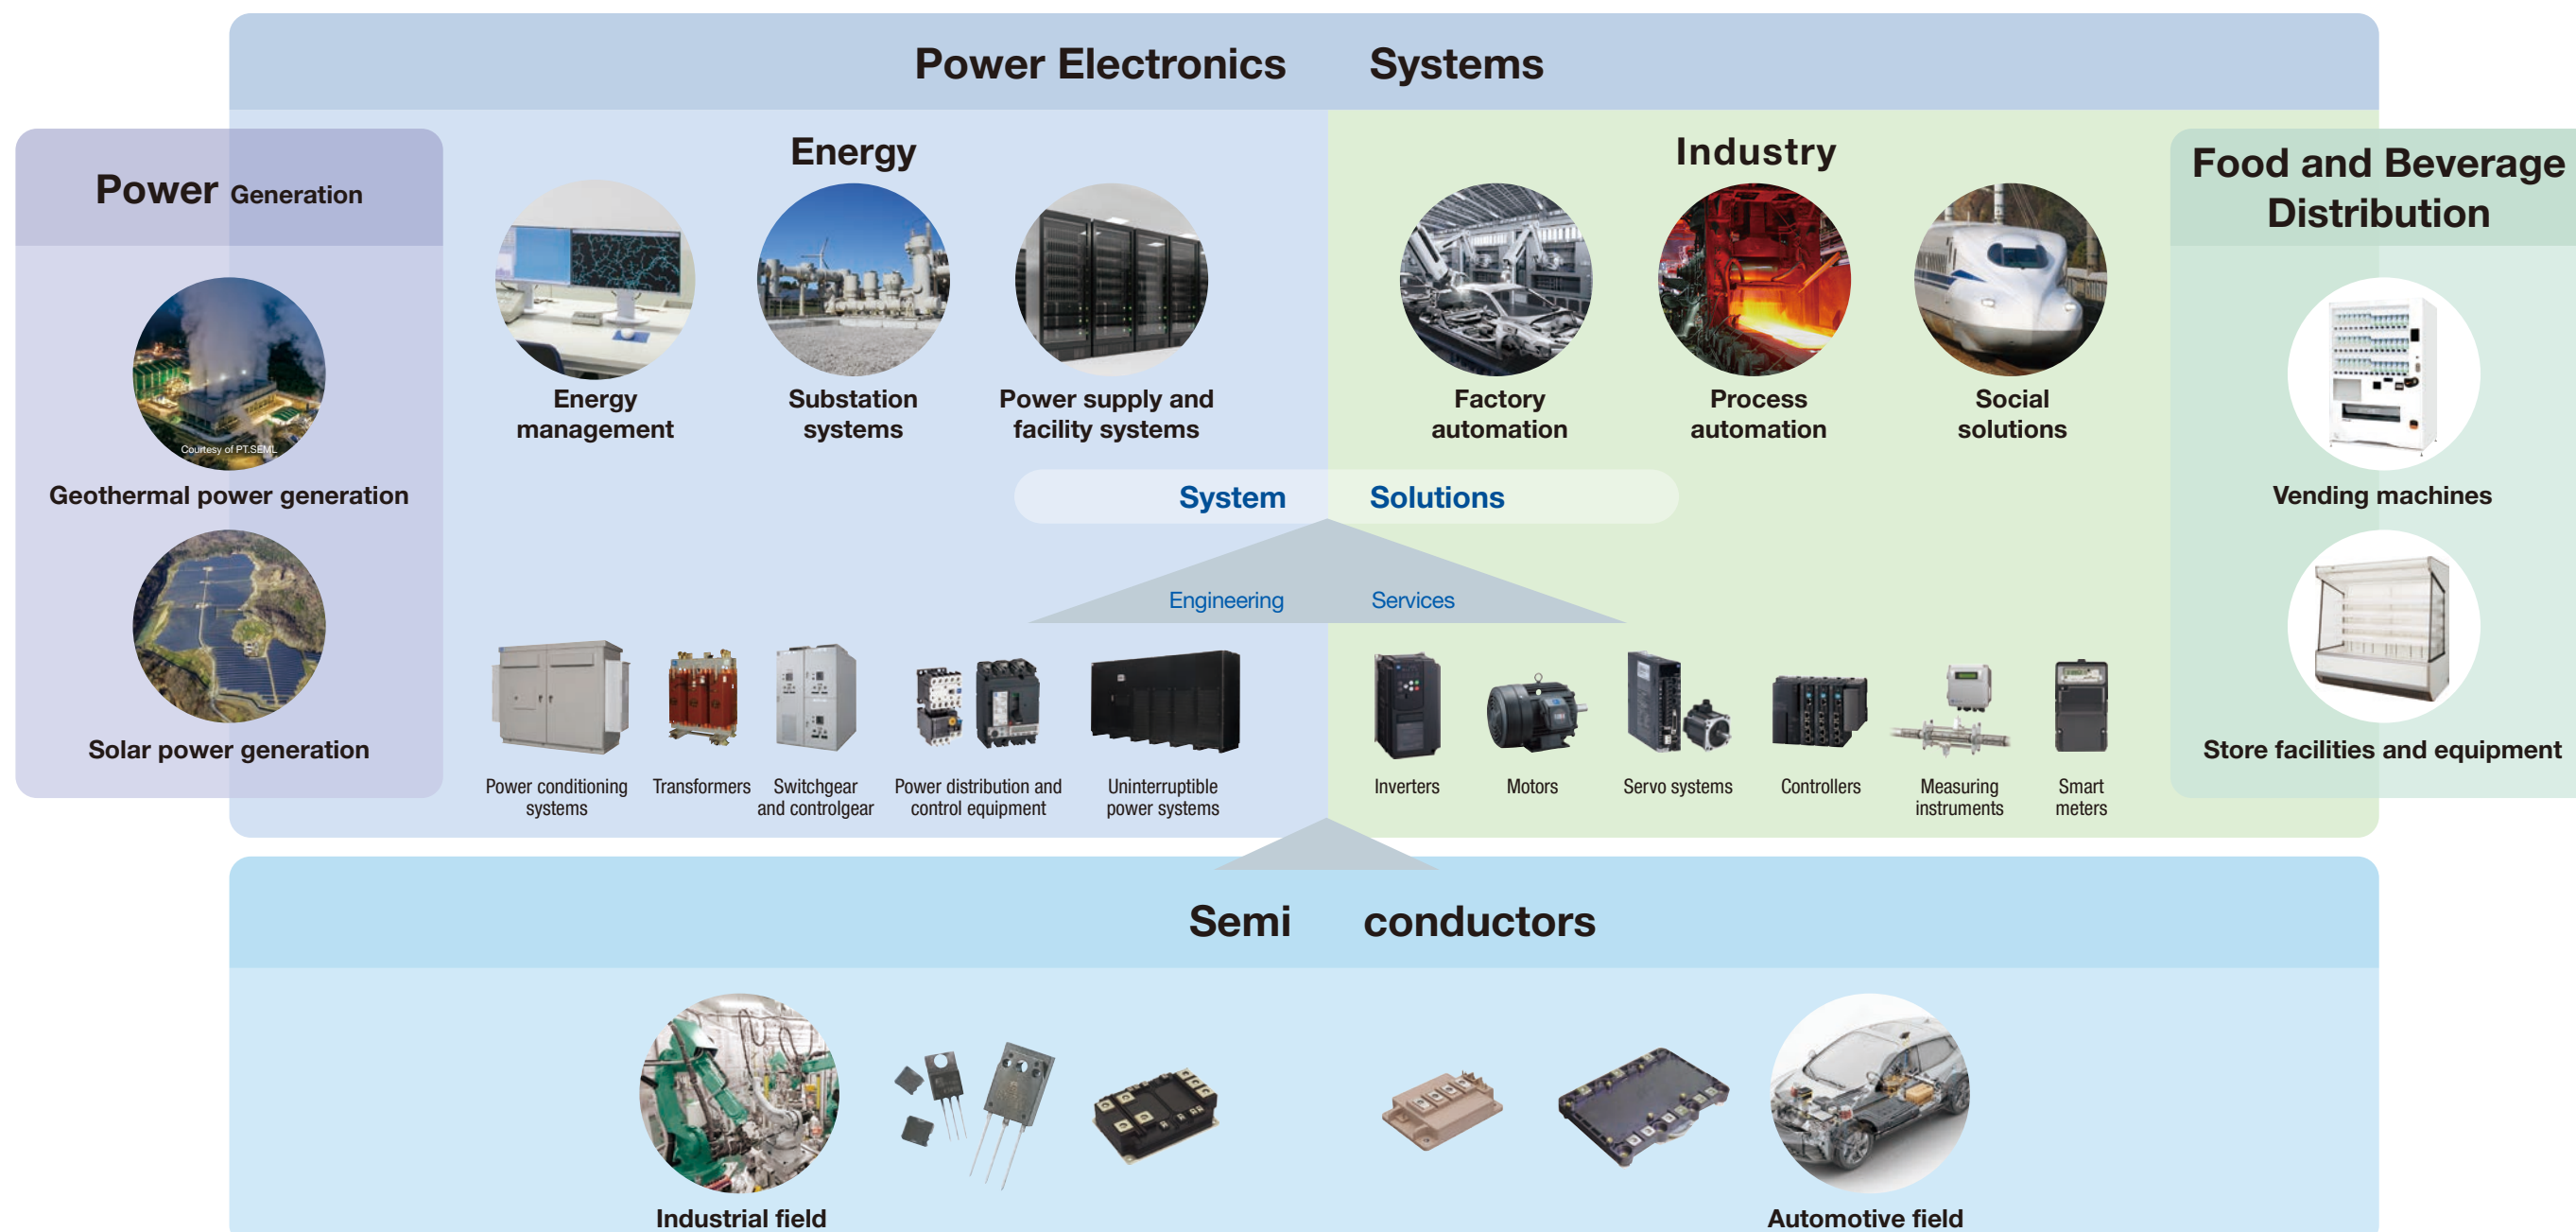 Power Electronics Systems
Power Generation
Courtesy of PT.SEML
Geothermal power generation
Solar power generation
Energy
Energy
management
Substation
systems
Power supply and
facility systems
Industry
Factory
automation
Process
automation
Social
solutions
System Solutions
Engineering Services
Power conditioning
systems
Transformers
Switchgear
and controlgear
Power distribution and
control equipment
Uninterruptible
power systems
Inverters
Motors
Servo systems
Controllers
Measuring
instruments
Smart
meters
Food and Beverage
Distribution
Vending machines
Store facilities and equipment
Semi conductors
Industrial field
Automotive field